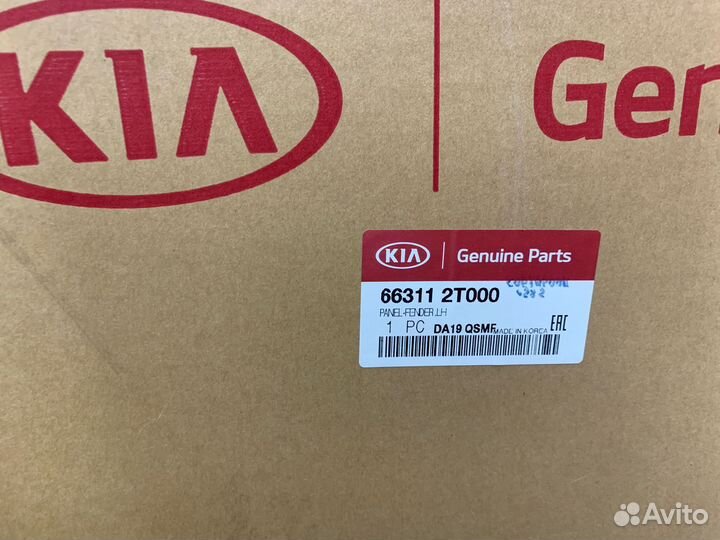 KIA
Gen
KIA Genuine Parts
66311 2T000
PANEL-FENDER,LH
1 PC DA19 QSMF MADE IN KOREA EAC
Avito